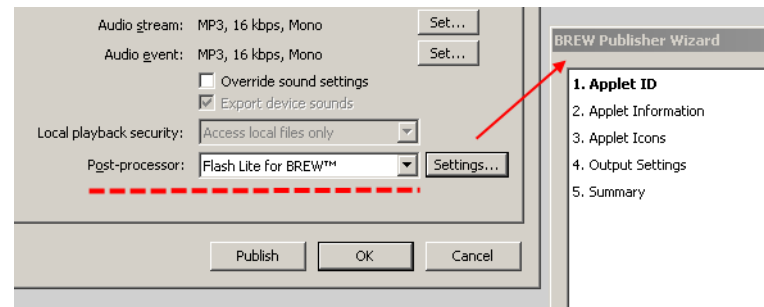 Audio stream: MP3, 16 kbps, Mono Set...
Audio event: MP3, 16 kbps, Mono Set...
Override sound settings
Export device sounds
Local playback security: Access local files only
Post-processor: Flash Lite for BREW™ Settings...
Publish OK Cancel
BREW Publisher Wizard
1. Applet ID
2. Applet Information
3. Applet Icons
4. Output Settings
5. Summary